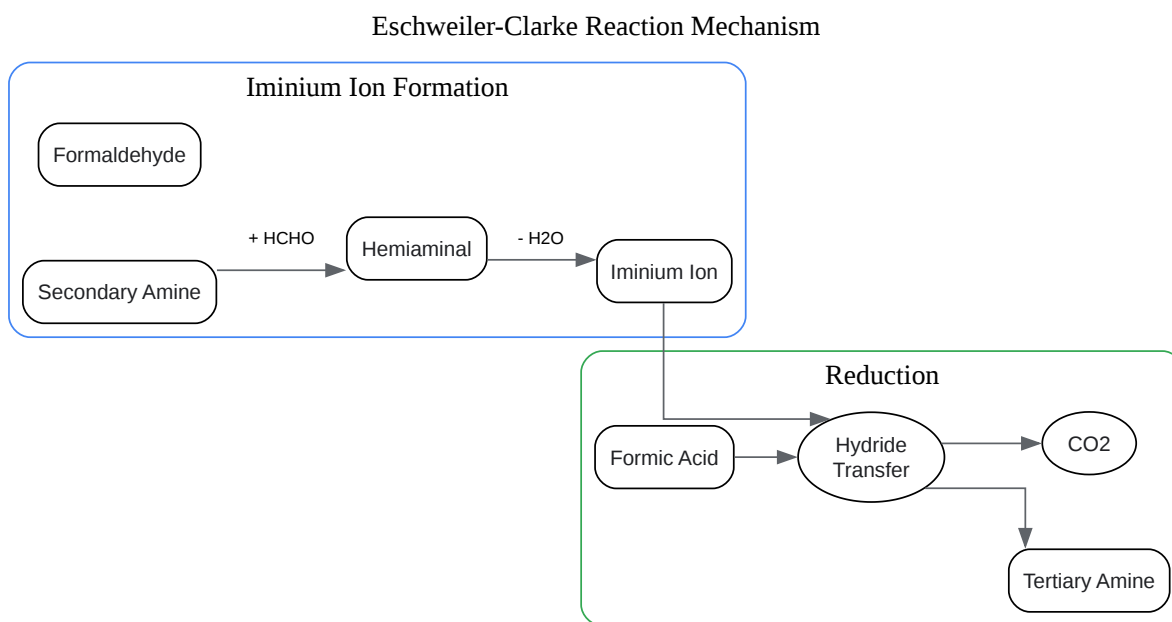 Eschweiler-Clarke Reaction Mechanism
Iminium Ion Formation
Formaldehyde
+ HCHO
Hemiaminal
- H2O
Iminium Ion
Secondary Amine
Reduction
Formic Acid
Hydride
Transfer
CO2
Tertiary Amine